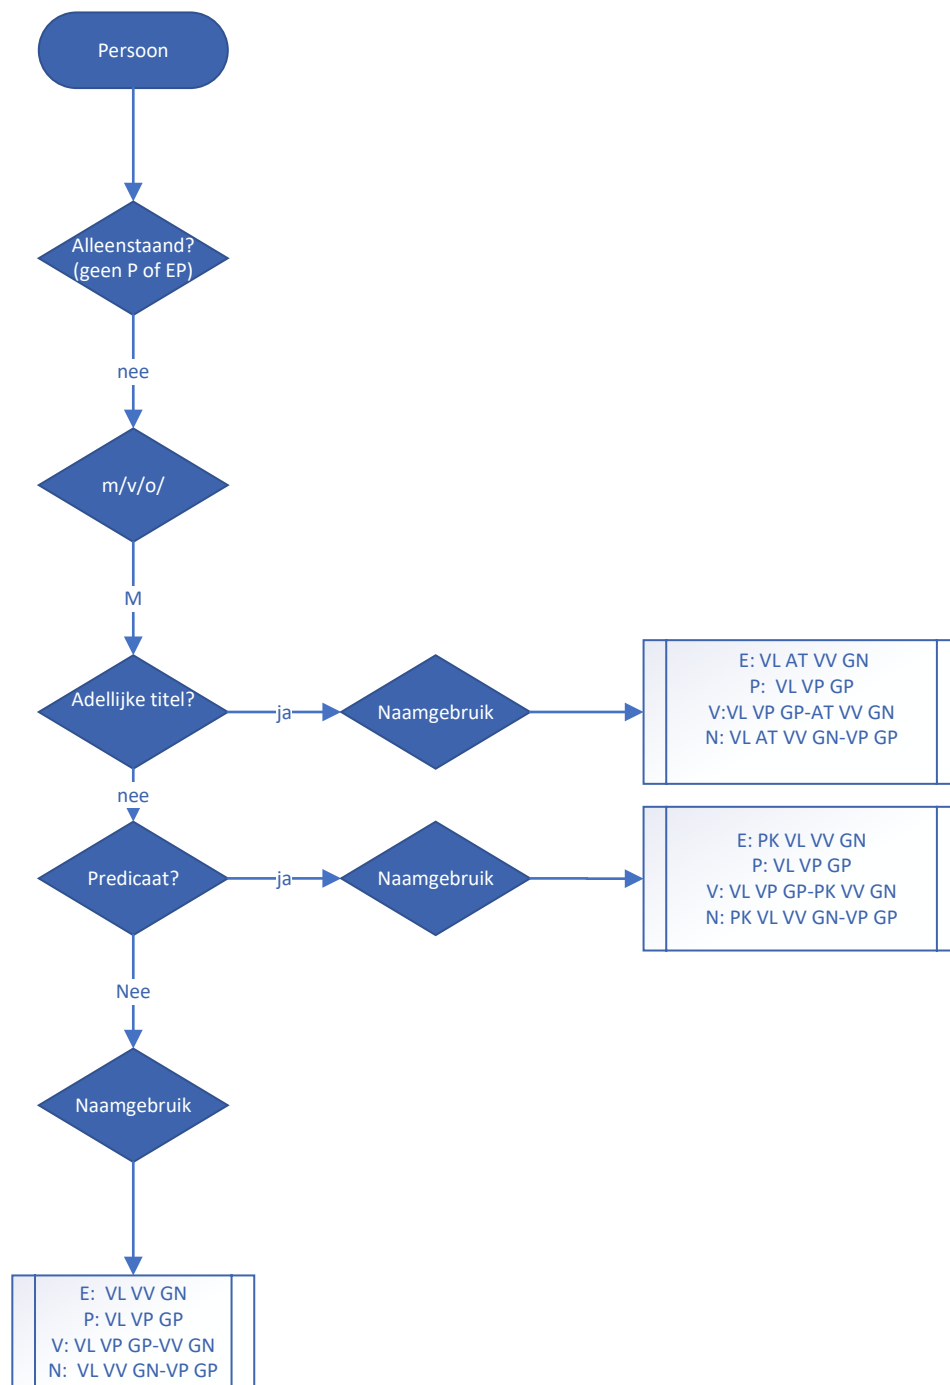 Persoon
Alleenstaand?
(geen P of EP)
nee
m/v/o/
M
Adellijke titel?
ja
Naamgebruik
E: VL AT VV GN
P:  VL VP GP
V:VL VP GP-AT VV GN
N: VL AT VV GN-VP GP
nee
Predicaat?
ja
Naamgebruik
E: PK VL VV GN
P: VL VP GP
V: VL VP GP-PK VV GN
N: PK VL VV GN-VP GP
Nee
Naamgebruik
E:  VL VV GN
P: VL VP GP
V: VL VP GP-VV GN
N:  VL VV GN-VP GP